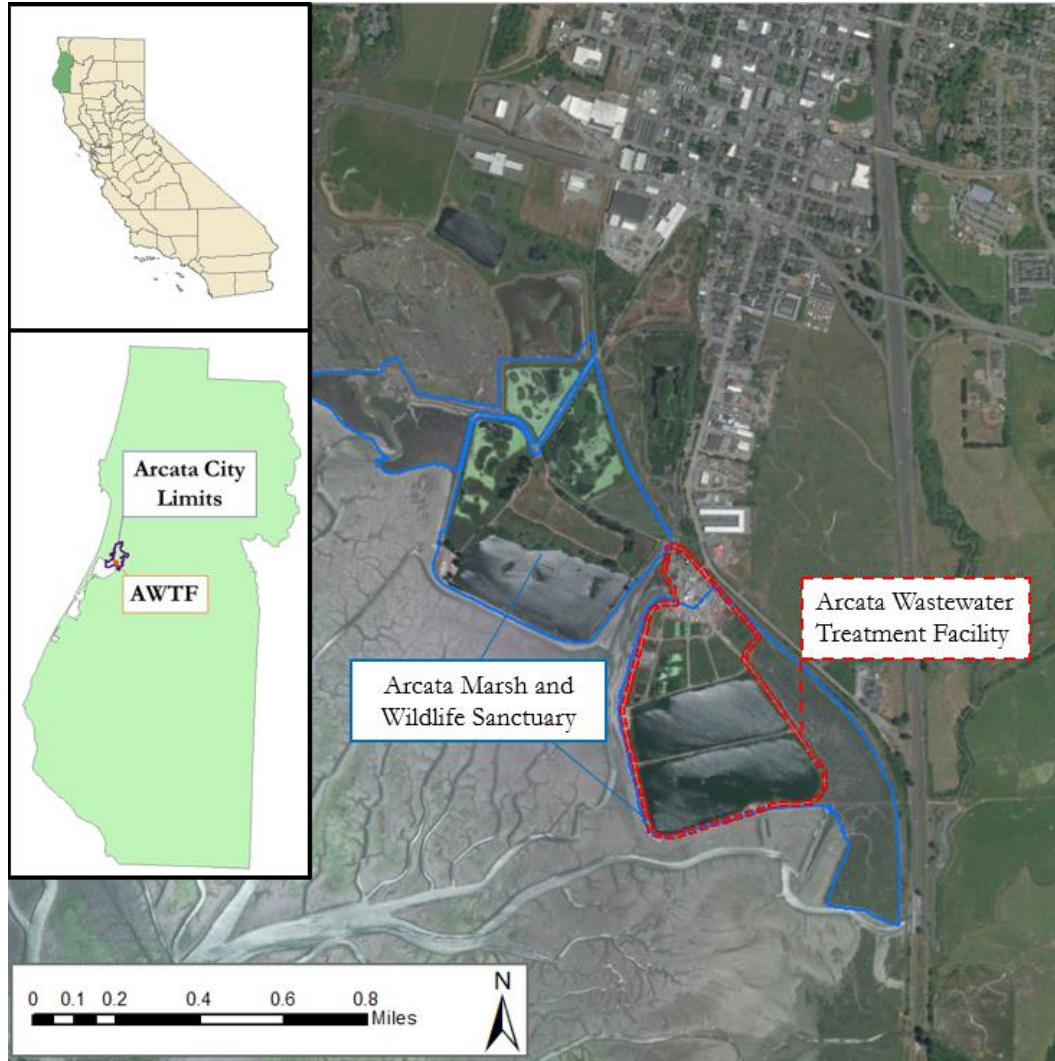 Arcata City
Limits
AWTF
Arcata Marsh and
Wildlife Sanctuary
Arcata Wastewater
Treatment Facility
0 0.1 0.2 0.4 0.6 0.8
Miles
N